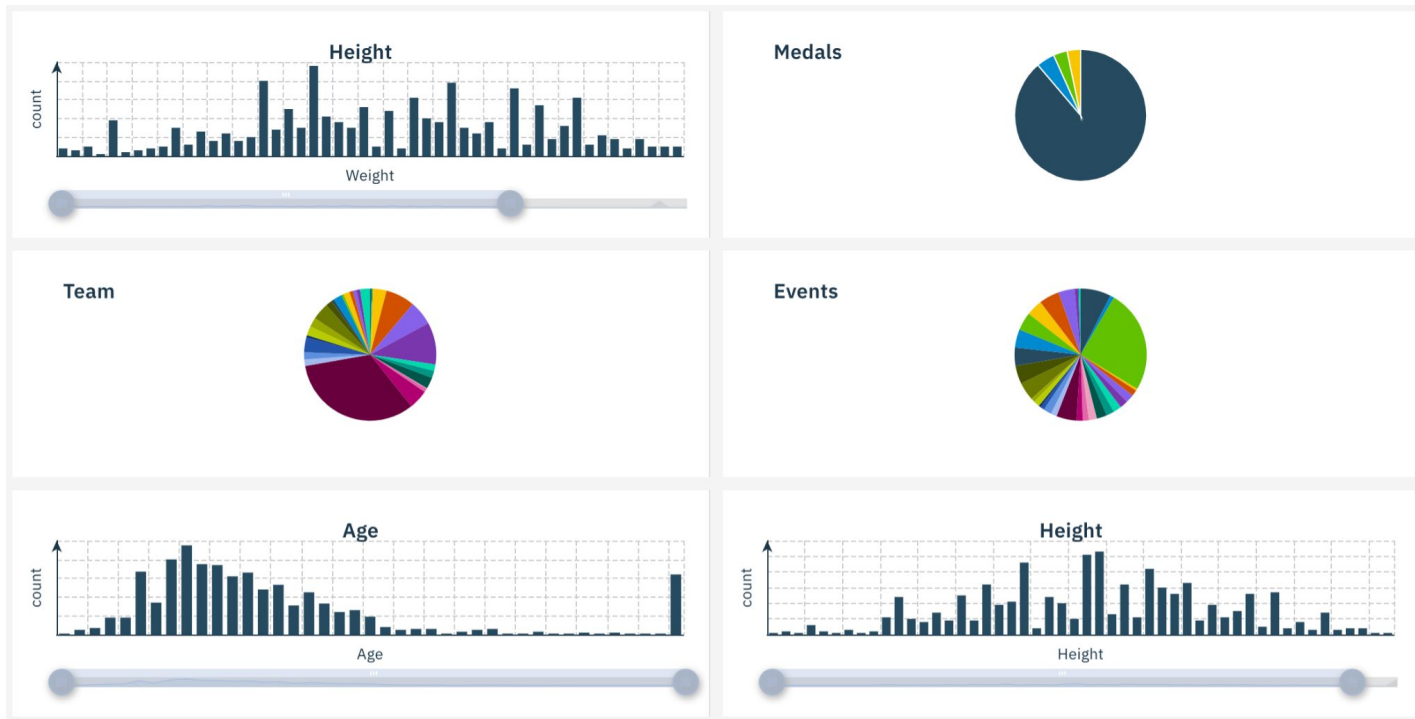 Height
count
Weight
Medals
Team
Events
Age
count
Age
Height
count
Height